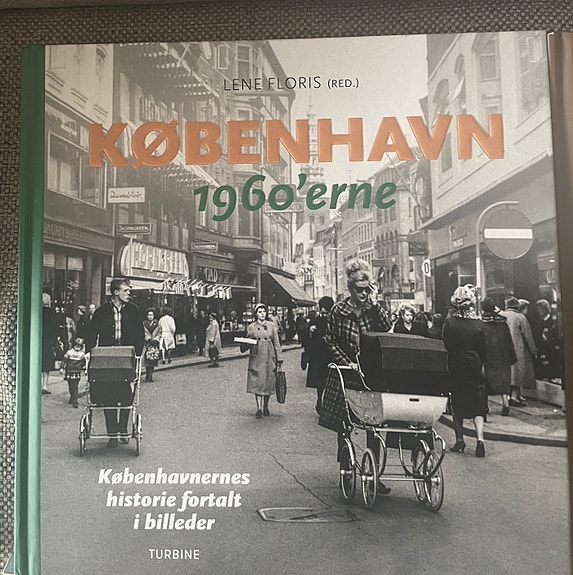 LENE FLORIS (RED.)
KØBENHAVN
1960'erne
Københavnernes
historie fortalt
i billeder
TURBINE